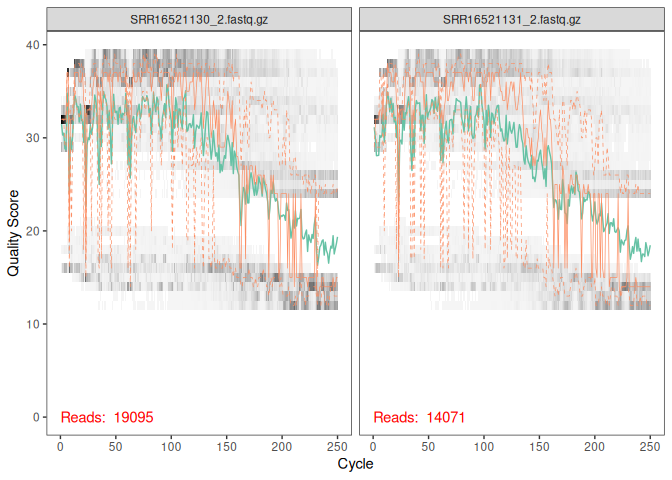 SRR16521130_2.fastq.gz
SRR16521131_2.fastq.gz
40
30
20
10
0
Quality Score
Reads: 19095
Reads: 14071
0 50 100 150 200 250
0 50 100 150 200 250
Cycle